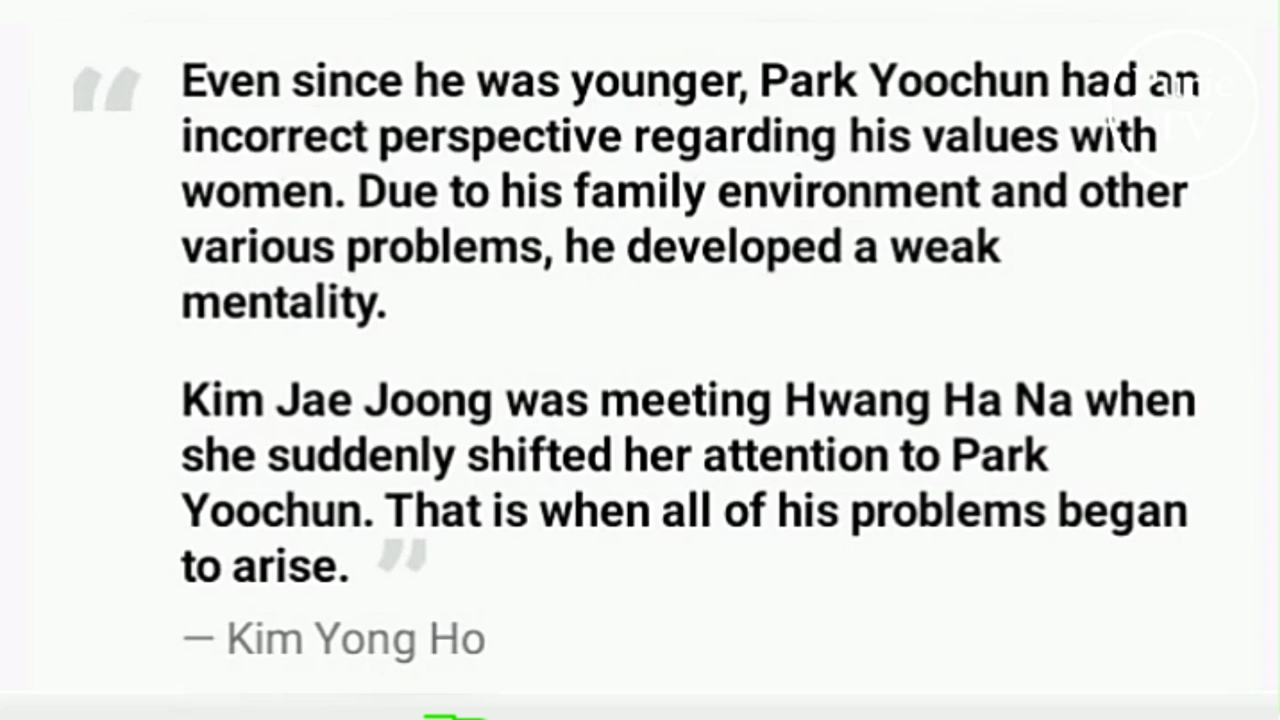 Even since he was younger, Park Yoochun had an
incorrect perspective regarding his values with
women. Due to his family environment and other
various problems, he developed a weak
mentality.
Kim Jae Joong was meeting Hwang Ha Na when
she suddenly shifted her attention to Park
Yoochun. That is when all of his problems began
to arise. ”
— Kim Yong Ho
TV